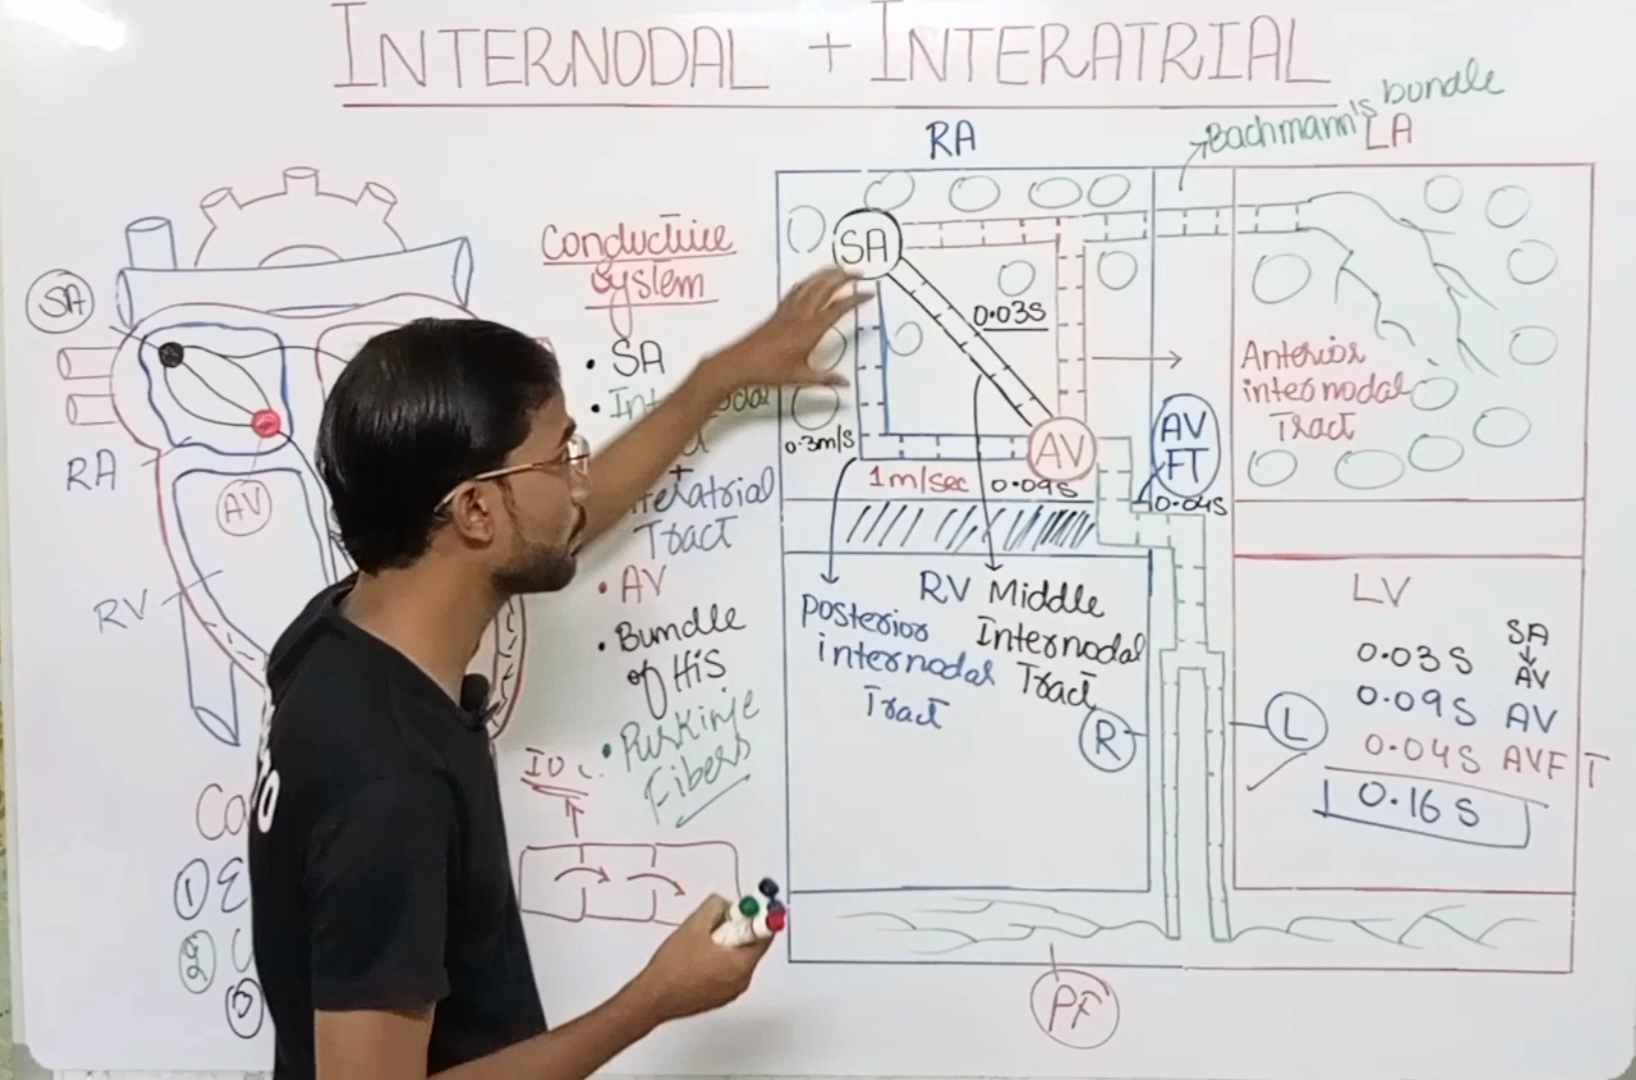 INTERNODAL + INTERATRIAL
bundle
Bachmann's
RA
LA
SA
RA
AV
RV
Conductive
System
• SA
•
+
Tract
• AV
• Bundle
of His
• Purkinje
Fibers
SA
0.03S
0.3m/s
AV
1m/sec
0.09s
AV
FT
0.04S
Anterior
internodal
Tract
RV
Posterior
internodal
Tract
Middle
Internodal
Tract
R
L
LV
0.03S SA
↓
AV
0.09S AV
0.04S AVFT
0.16S
PF
①
②